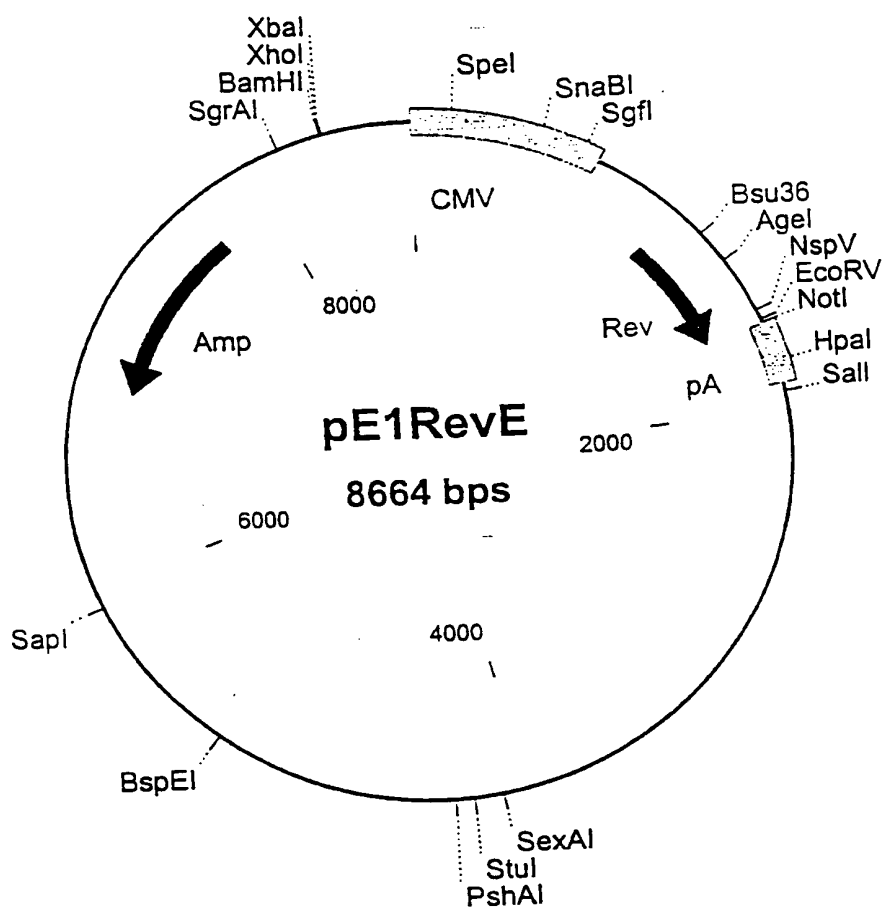 XbaI
XhoI
BamHI
SgrAI
SpeI
SnaBI
SgfI
CMV
Bsu36
AgeI
NspV
EcoRV
NotI
HpaI
SalI
8000
Amp
Rev
pA
pE1RevE
8664 bps
2000
6000
4000
SapI
BspEI
SexAI
StuI
PshAI